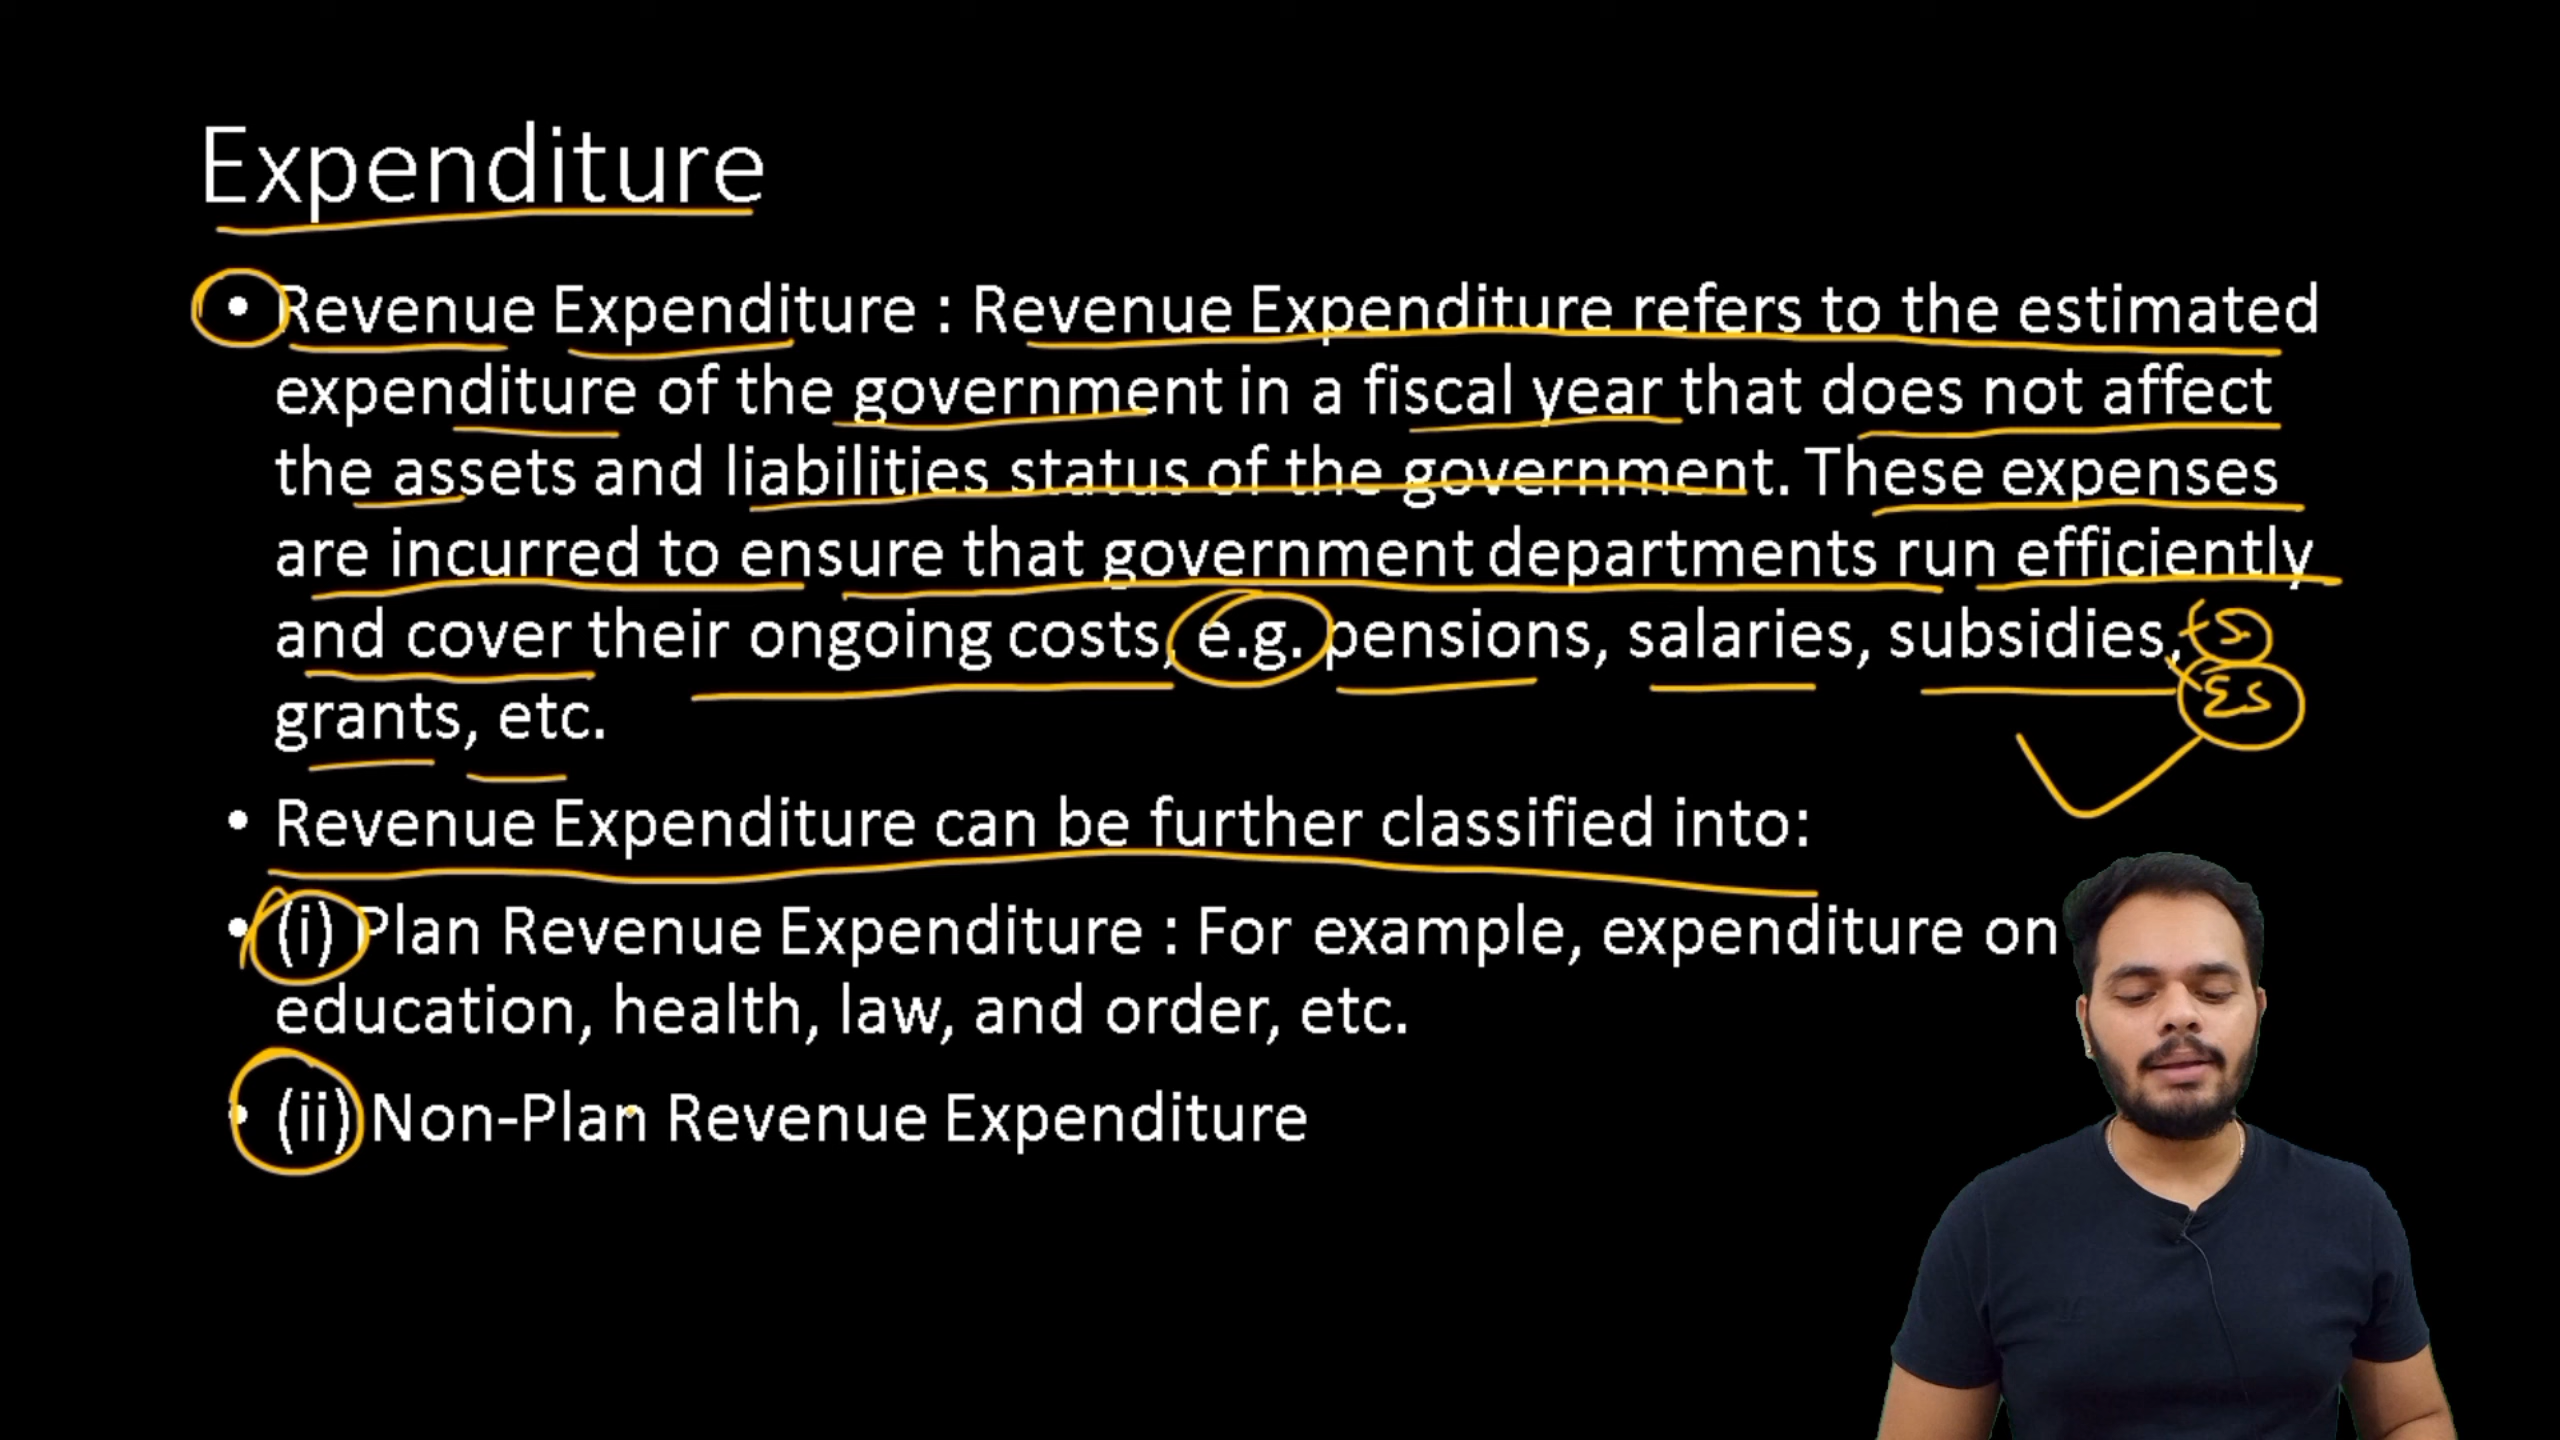 Expenditure
• Revenue Expenditure : Revenue Expenditure refers to the estimated
expenditure of the government in a fiscal year that does not affect
the assets and liabilities status of the government. These expenses
are incurred to ensure that government departments run efficiently
and cover their ongoing costs, e.g. pensions, salaries, subsidies,
grants, etc.
• Revenue Expenditure can be further classified into:
• (i) Plan Revenue Expenditure : For example, expenditure on
education, health, law, and order, etc.
• (ii) Non-Plan Revenue Expenditure